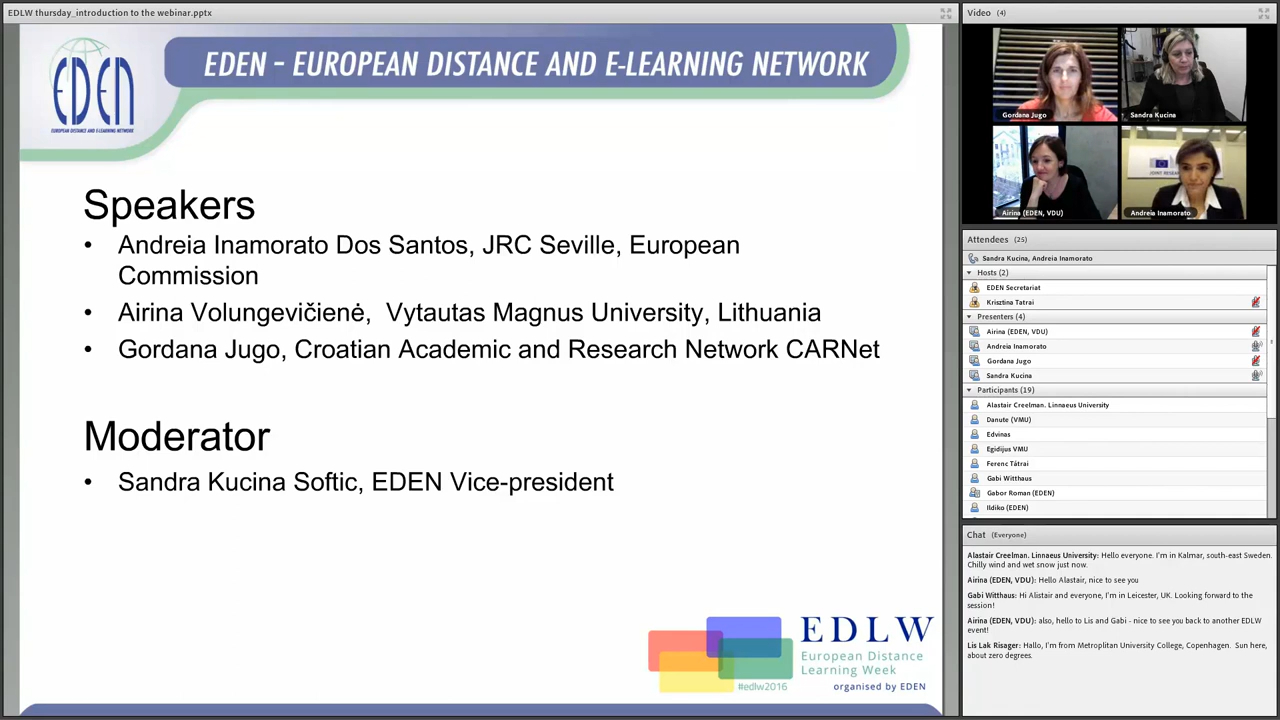 EDLW thursday_introduction to the webinar.pptx
EDEN
EUROPEAN DISTANCE AND E-LEARNING NETWORK
EDEN – EUROPEAN DISTANCE AND E-LEARNING NETWORK
Speakers
• Andreia Inamorato Dos Santos, JRC Seville, European
Commission
• Airina Volungevičienė, Vytautas Magnus University, Lithuania
• Gordana Jugo, Croatian Academic and Research Network CARNet
Moderator
• Sandra Kucina Softic, EDEN Vice-president
EDLW
European Distance
Learning Week
#edlw2016
organised by EDEN
Video (4)
Gordana Jugo
Sandra Kucina
Airina (EDEN, VDU)
JOINT
Andreia Inamorato
Attendees (25)
Sandra Kucina, Andreia Inamorato
Hosts (2)
EDEN Secretariat
Krisztina Tatrai
Presenters (4)
Airina (EDEN, VDU)
Andreia Inamorato
Gordana Jugo
Sandra Kucina
Participants (19)
Alastair Creelman. Linnaeus University
Danute (VMU)
Edvinas
Egidijus VMU
Ferenc Tátrai
Gabi Witthaus
Gabor Roman (EDEN)
Ildiko (EDEN)
Chat (Everyone)
Alastair Creelman. Linnaeus University: Hello everyone. I'm in Kalmar, south-east Sweden.
Chilly wind and wet snow just now.
Airina (EDEN, VDU): Hello Alastair, nice to see you
Gabi Witthaus: Hi Alistair and everyone, I'm in Leicester, UK. Looking forward to the
session!
Airina (EDEN, VDU): also, hello to Lis and Gabi - nice to see you back to another EDLW
event!
Lis Lak Risager: Hallo, I'm from Metroplitan University College, Copenhagen. Sun here,
about zero degrees.